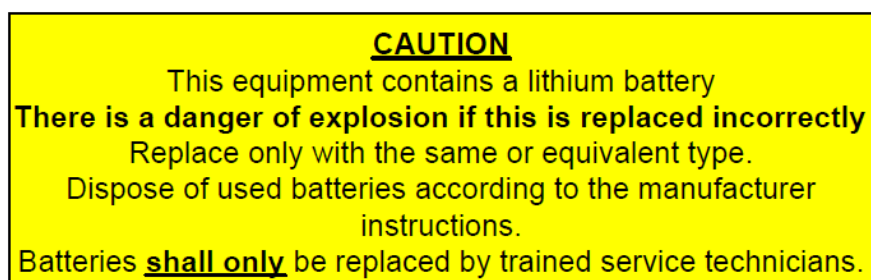 CAUTION
This equipment contains a lithium battery
There is a danger of explosion if this is replaced incorrectly
Replace only with the same or equivalent type.
Dispose of used batteries according to the manufacturer
instructions.
Batteries shall only be replaced by trained service technicians.